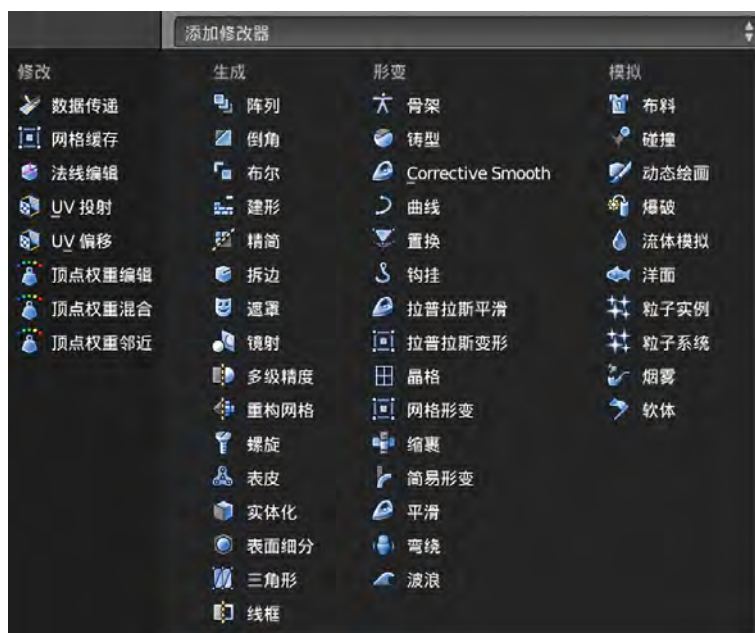 添加修改器
修改
数据传递
网格缓存
法线编辑
UV 投射
UV 偏移
顶点权重编辑
顶点权重混合
顶点权重邻近
生成
阵列
倒角
布尔
建形
精简
拆边
遮罩
镜射
多级精度
重构网格
螺旋
表皮
实体化
表面细分
三角形
线框
形变
骨架
铸型
Corrective Smooth
曲线
置换
钩挂
拉普拉斯平滑
拉普拉斯变形
晶格
网格形变
缩裹
简易形变
平滑
弯绕
波浪
模拟
布料
碰撞
动态绘画
爆破
流体模拟
洋面
粒子实例
粒子系统
烟雾
软体